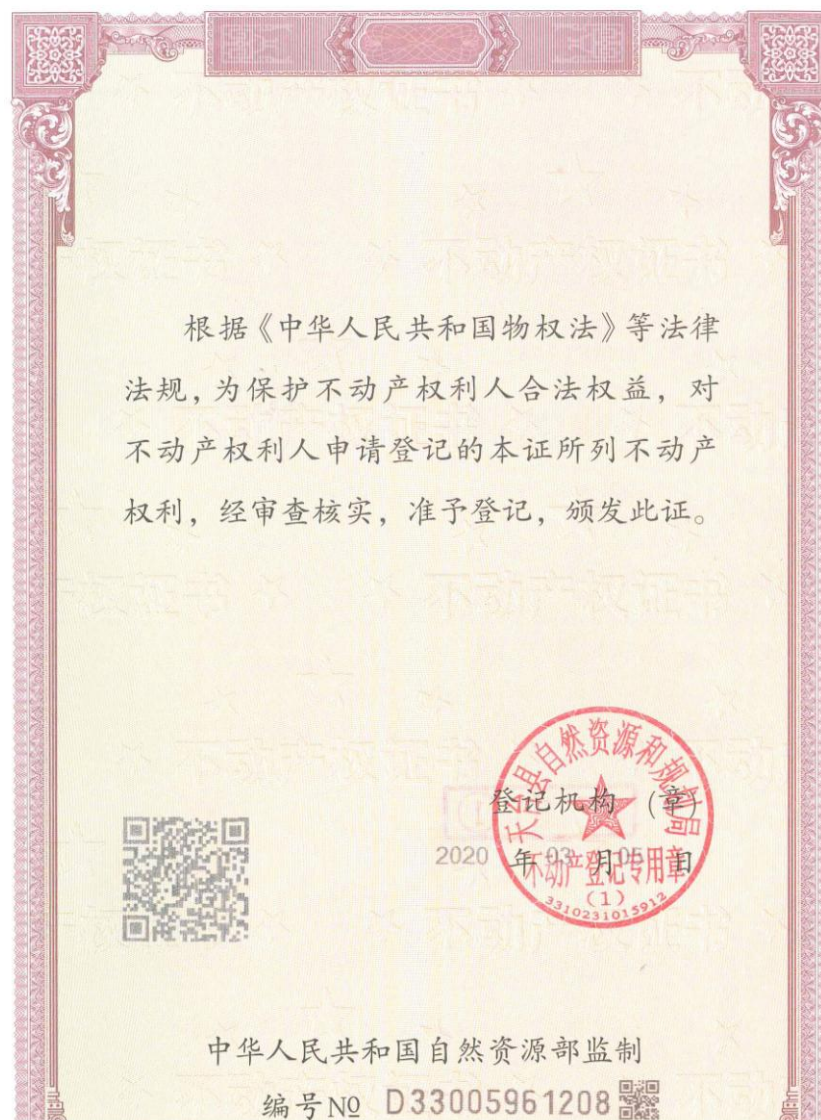 根据《中华人民共和国物权法》等法律
法规，为保护不动产权利人合法权益，对
不动产权利人申请登记的本证所列不动产
权利，经审查核实，准予登记，颁发此证。
天台县自然资源和规划局
登记机构（章）
2020 年 03 月 05 日
不动产登记专用章
（1）
3310231015912
中华人民共和国自然资源部监制
编号 № D33005961208